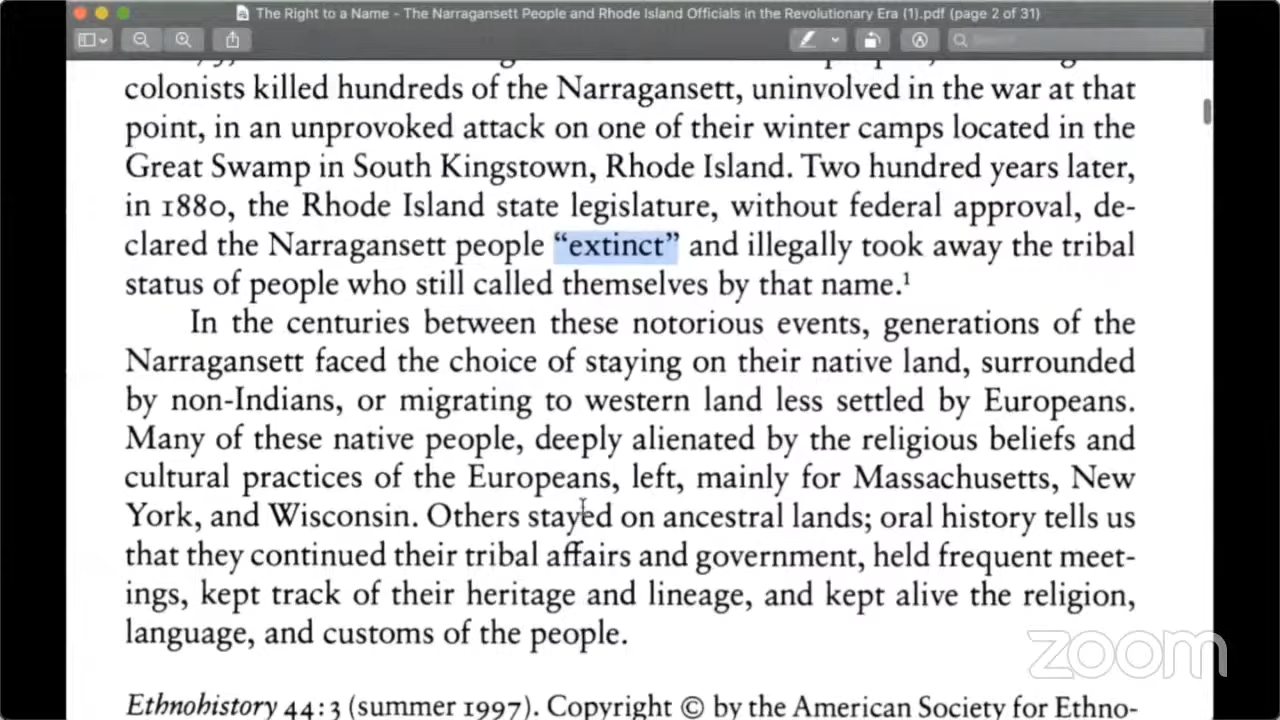 The Right to a Name - The Narragansett People and Rhode Island Officials in the Revolutionary Era (1).pdf (page 2 of 31)
Search
colonists killed hundreds of the Narragansett, uninvolved in the war at that
point, in an unprovoked attack on one of their winter camps located in the
Great Swamp in South Kingstown, Rhode Island. Two hundred years later,
in 1880, the Rhode Island state legislature, without federal approval, de-
clared the Narragansett people “extinct” and illegally took away the tribal
status of people who still called themselves by that name.¹
In the centuries between these notorious events, generations of the
Narragansett faced the choice of staying on their native land, surrounded
by non-Indians, or migrating to western land less settled by Europeans.
Many of these native people, deeply alienated by the religious beliefs and
cultural practices of the Europeans, left, mainly for Massachusetts, New
York, and Wisconsin. Others stayed on ancestral lands; oral history tells us
that they continued their tribal affairs and government, held frequent meet-
ings, kept track of their heritage and lineage, and kept alive the religion,
language, and customs of the people.
zoom
Ethnohistory 44:3 (summer 1997). Copyright © by the American Society for Ethno-